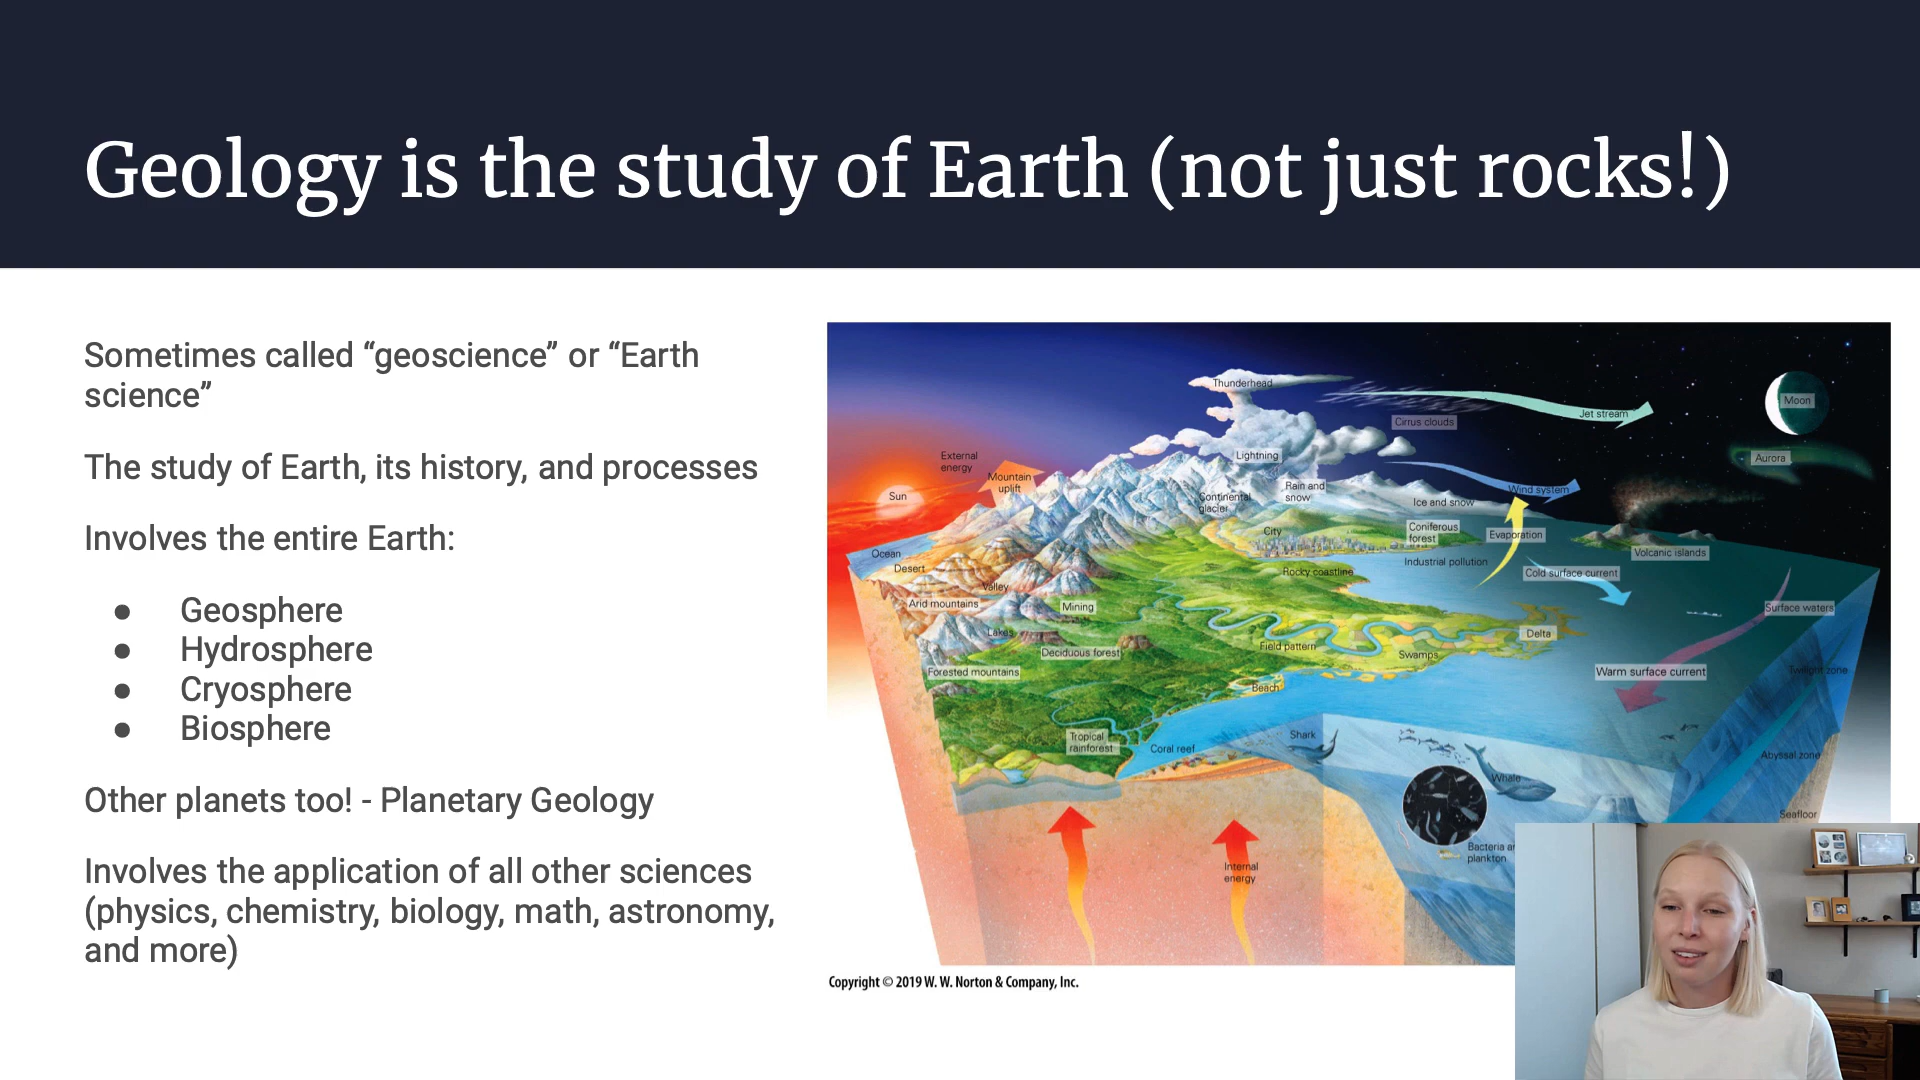 Geology is the study of Earth (not just rocks!)
Sometimes called “geoscience” or “Earth
science”
The study of Earth, its history, and processes
Involves the entire Earth:
● Geosphere
● Hydrosphere
● Cryosphere
● Biosphere
Other planets too! - Planetary Geology
Involves the application of all other sciences
(physics, chemistry, biology, math, astronomy,
and more)
Thunderhead
Jet stream
Moon
Cirrus clouds
External
energy
Lightning
Aurora
Mountain
uplift
Sun
Continental
glacier
Rain and
snow
Wind system
Ice and snow
City
Coniferous
forest
Evaporation
Ocean
Volcanic islands
Desert
Industrial pollution
Rocky coastline
Cold surface current
Valley
Arid mountains
Mining
Surface waters
Lakes
Delta
Field pattern
Deciduous forest
Swamps
Forested mountains
Warm surface current
Twilight zone
Beach
Tropical
rainforest
Coral reef
Shark
Abyssal zone
Whale
Seafloor
Bacteria
plankton
Internal
energy
Copyright © 2019 W. W. Norton & Company, Inc.